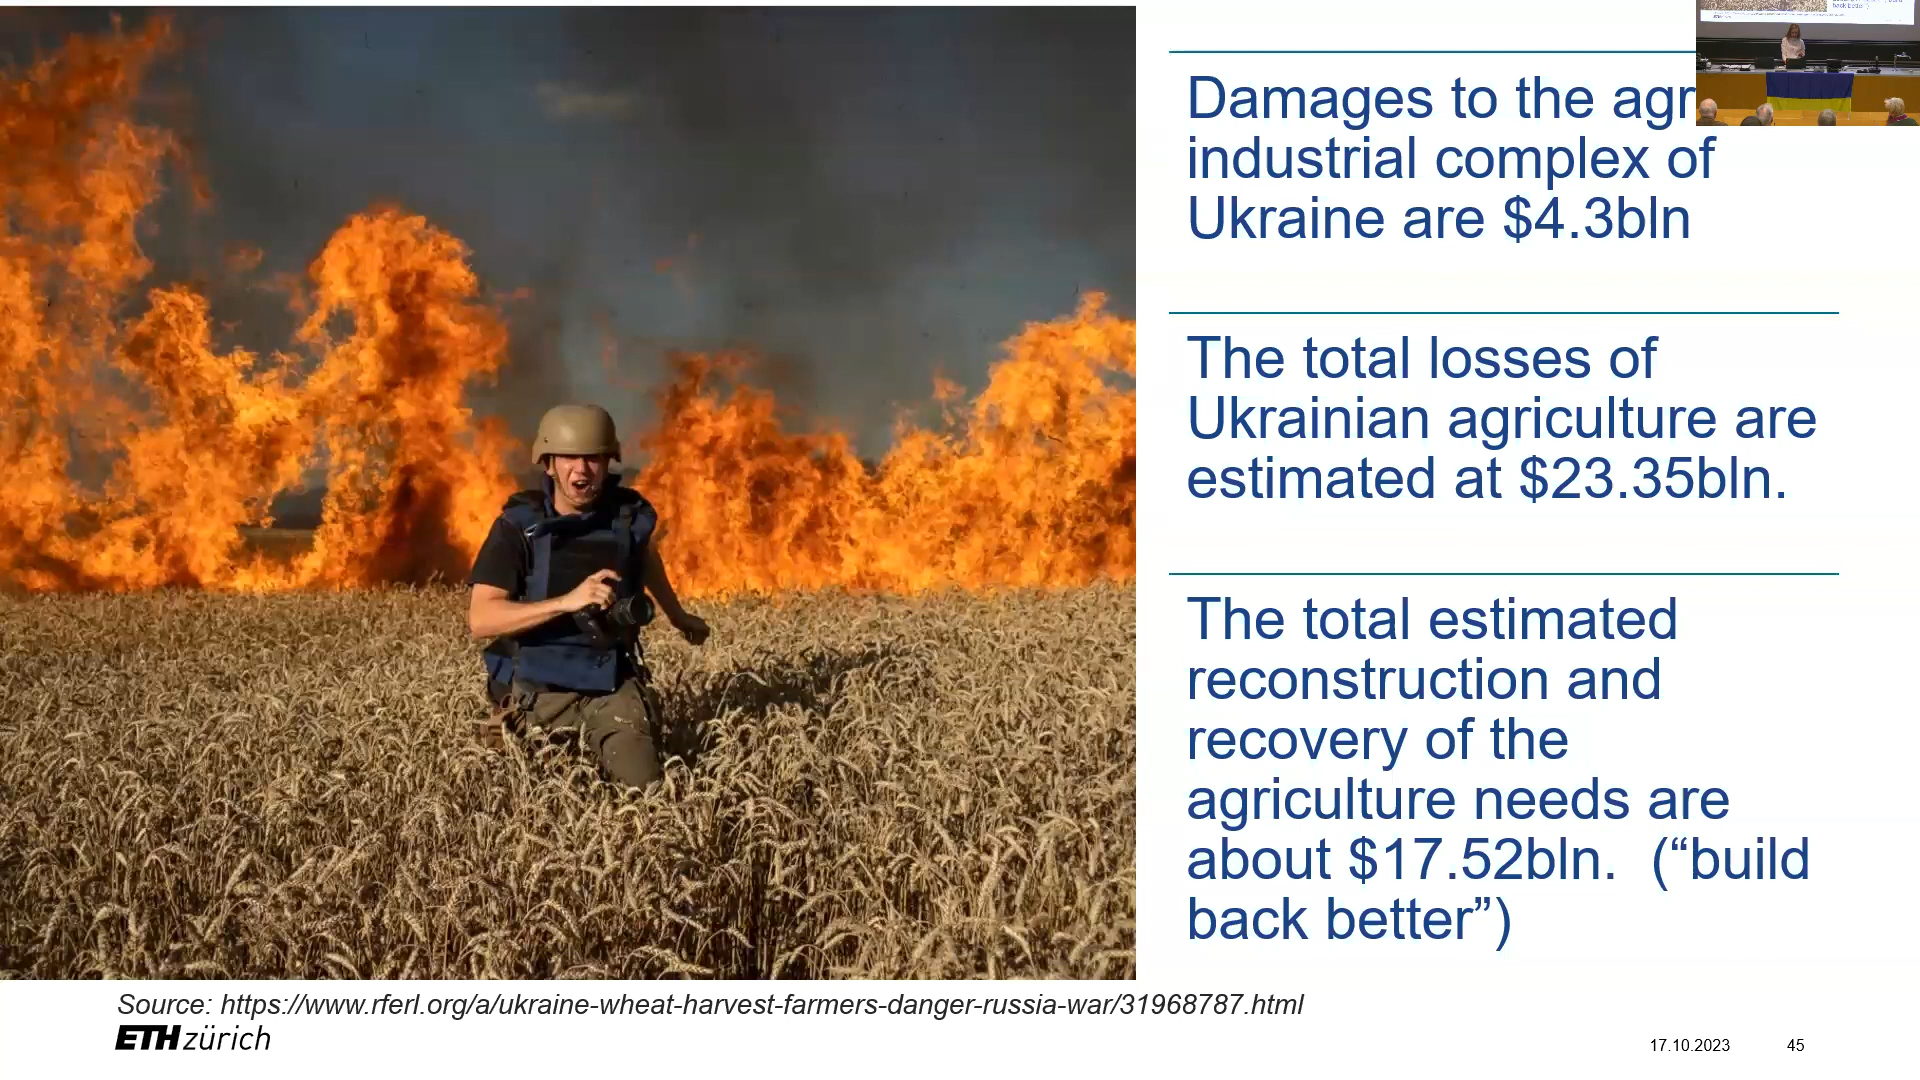 Damages to the agr
industrial complex of
Ukraine are $4.3bln
The total losses of
Ukrainian agriculture are
estimated at $23.35bln.
The total estimated
reconstruction and
recovery of the
agriculture needs are
about $17.52bln. (“build
back better”)
Source: https://www.rferl.org/a/ukraine-wheat-harvest-farmers-danger-russia-war/31968787.html
ETH zürich
17.10.2023
45
back better”)